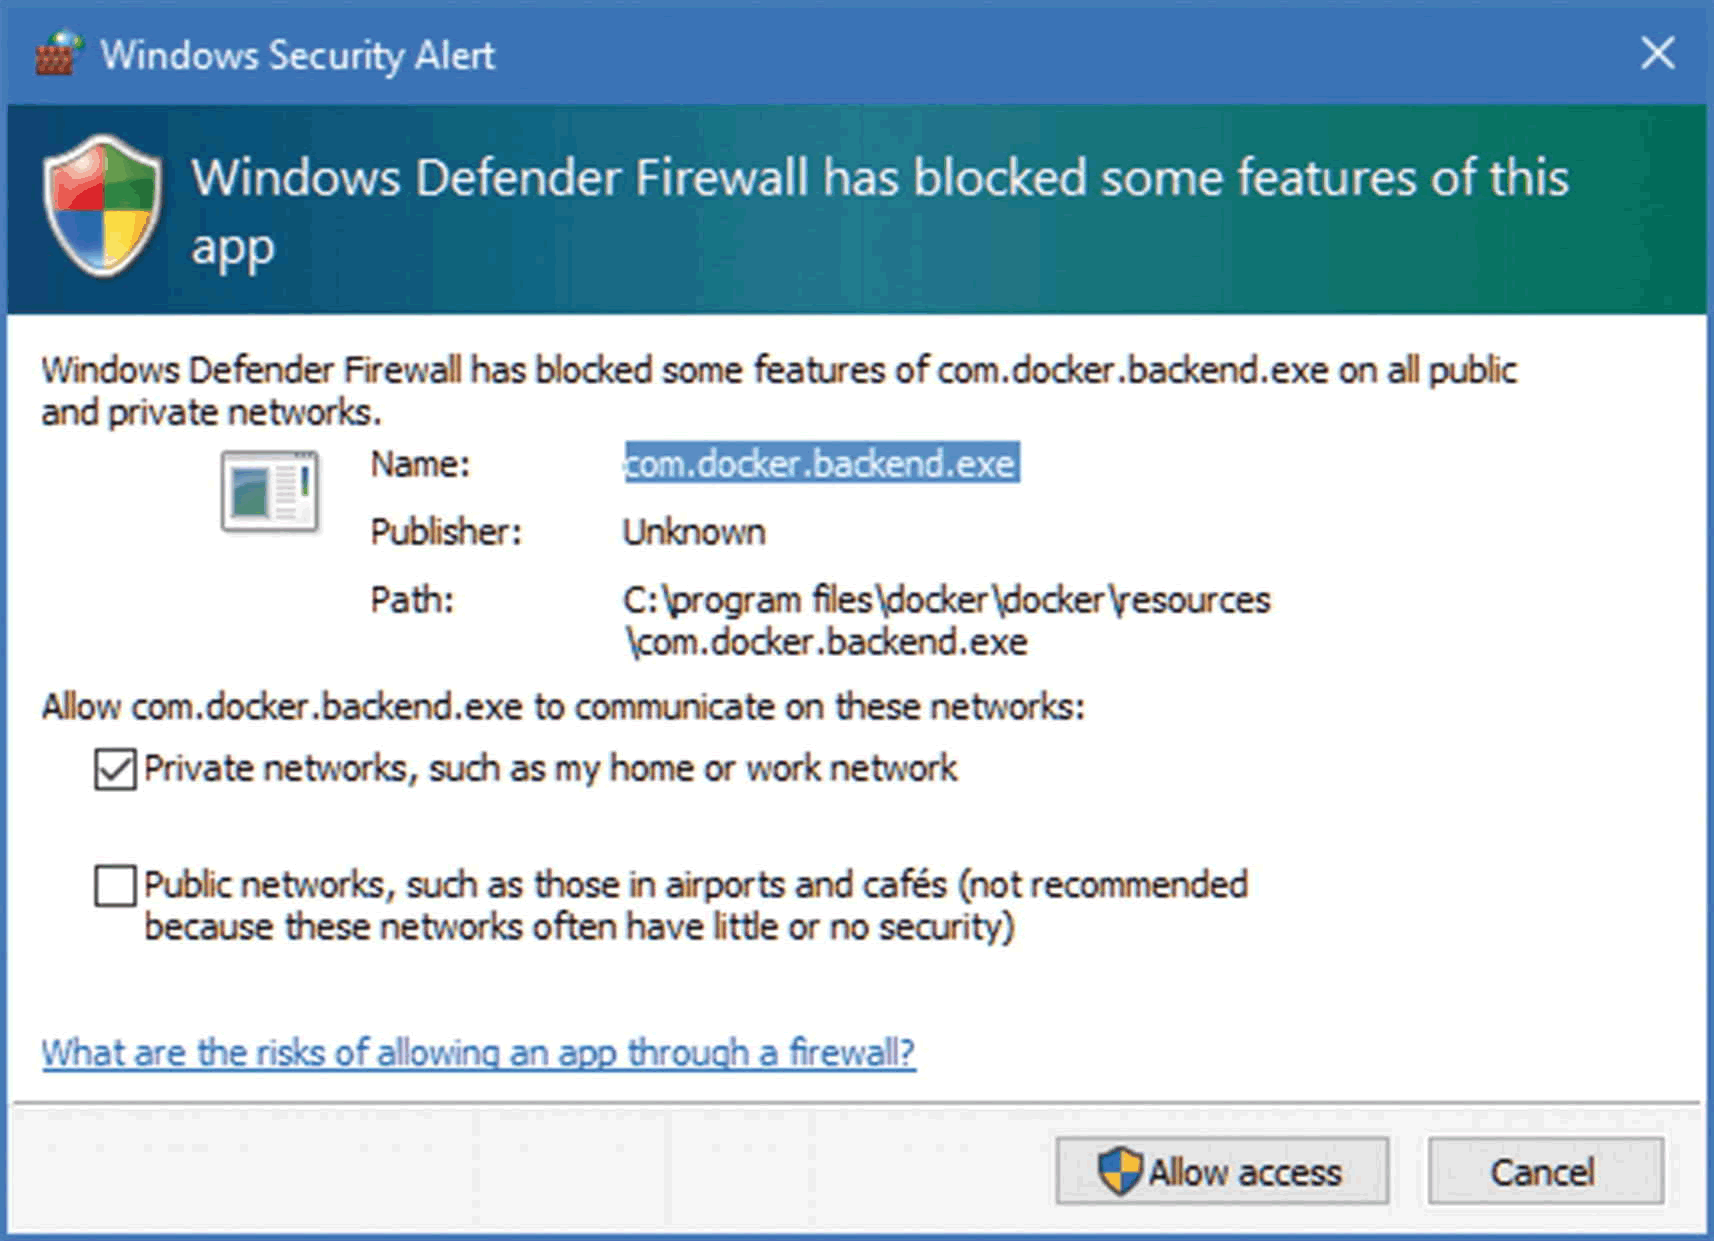 Windows Security Alert
Windows Defender Firewall has blocked some features of this
app
Windows Defender Firewall has blocked some features of com.docker.backend.exe on all public
and private networks.
Name: com.docker.backend.exe
Publisher: Unknown
Path: C:\program files\docker\docker\resources
\com.docker.backend.exe
Allow com.docker.backend.exe to communicate on these networks:
Private networks, such as my home or work network
Public networks, such as those in airports and cafés (not recommended
because these networks often have little or no security)
What are the risks of allowing an app through a firewall?
Allow access Cancel